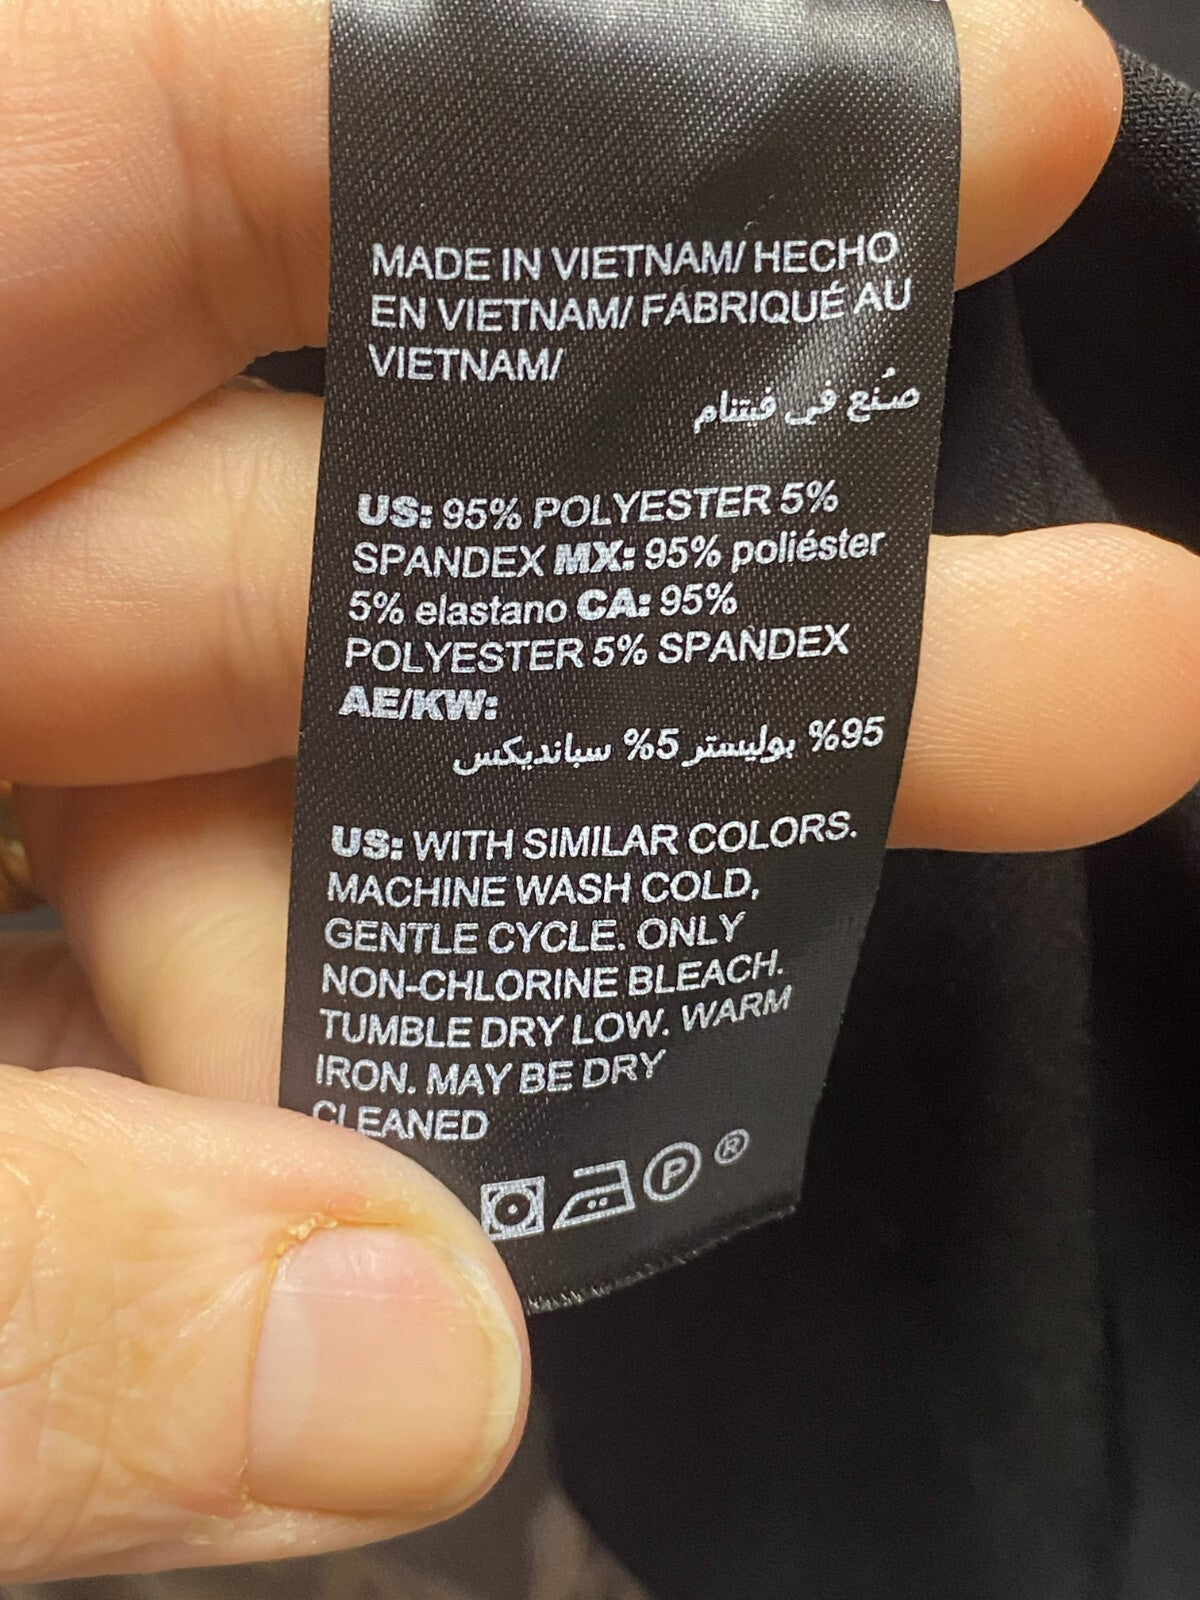 MADE IN VIETNAM/ HECHO
EN VIETNAM/ FABRIQUÉ AU
VIETNAM/
صُنع في فيتنام
US: 95% POLYESTER 5%
SPANDEX MX: 95% poliéster
5% elastano CA: 95%
POLYESTER 5% SPANDEX
AE/KW:
95% بوليستر 5% سبانديكس
US: WITH SIMILAR COLORS.
MACHINE WASH COLD,
GENTLE CYCLE. ONLY
NON-CHLORINE BLEACH.
TUMBLE DRY LOW. WARM
IRON. MAY BE DRY
CLEANED
P ®